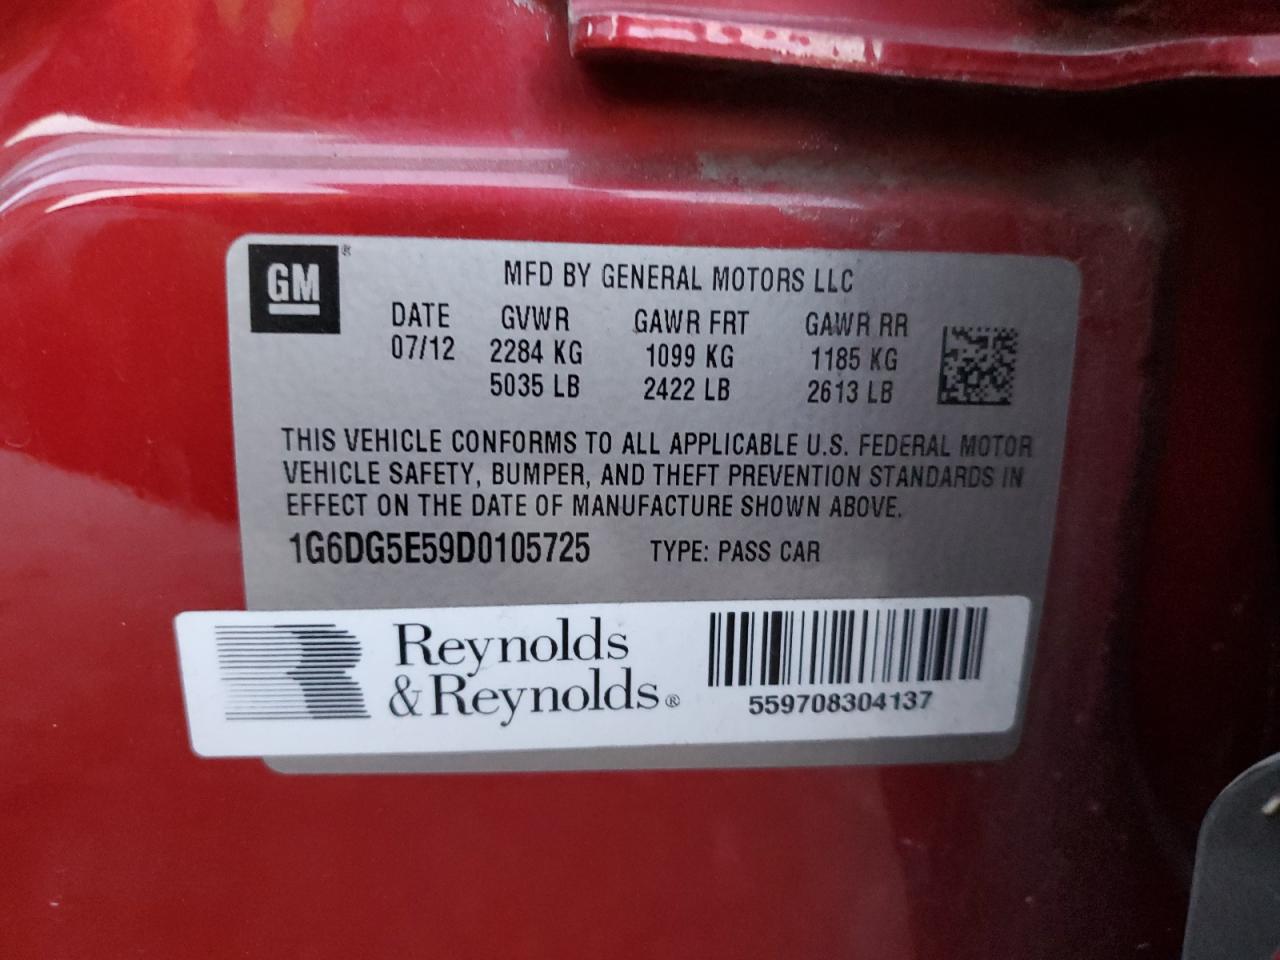 GM®
MFD BY GENERAL MOTORS LLC
DATE GVWR GAWR FRT GAWR RR
07/12 2284 KG 1099 KG 1185 KG
5035 LB 2422 LB 2613 LB
THIS VEHICLE CONFORMS TO ALL APPLICABLE U.S. FEDERAL MOTOR
VEHICLE SAFETY, BUMPER, AND THEFT PREVENTION STANDARDS IN
EFFECT ON THE DATE OF MANUFACTURE SHOWN ABOVE.
1G6DG5E59D0105725 TYPE: PASS CAR
Reynolds
&Reynolds®
559708304137